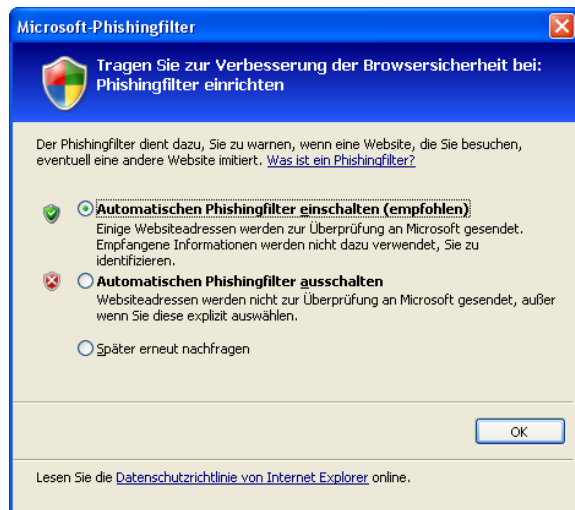 Microsoft-Phishingfilter
Tragen Sie zur Verbesserung der Browsersicherheit bei:
Phishingfilter einrichten
Der Phishingfilter dient dazu, Sie zu warnen, wenn eine Website, die Sie besuchen,
eventuell eine andere Website imitiert. Was ist ein Phishingfilter?
Automatischen Phishingfilter einschalten (empfohlen)
Einige Websiteadressen werden zur Überprüfung an Microsoft gesendet.
Empfangene Informationen werden nicht dazu verwendet, Sie zu
identifizieren.
Automatischen Phishingfilter ausschalten
Websiteadressen werden nicht zur Überprüfung an Microsoft gesendet, außer
wenn Sie diese explizit auswählen.
Später erneut nachfragen
OK
Lesen Sie die Datenschutzrichtlinie von Internet Explorer online.